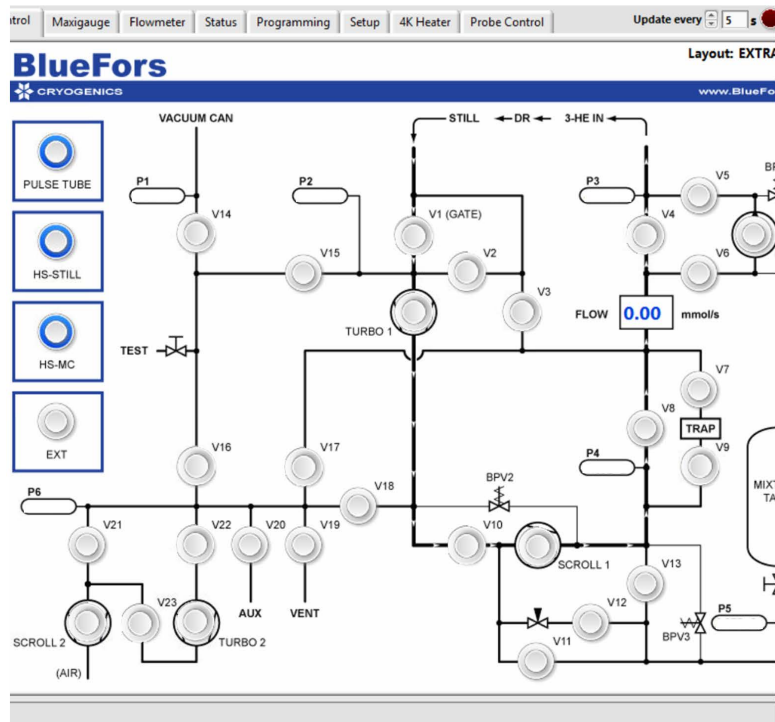 trol Maxigauge Flowmeter Status Programming Setup 4K Heater Probe Control Update every 5 s
Layout: EXTRA
BlueFors
CRYOGENICS www.BlueFo
VACUUM CAN STILL DR 3-HE IN
PULSE TUBE
P1
P2
P3
V5
BP
V14
V1 (GATE)
V4
HS-STILL
V15
V2
V6
V3
FLOW 0.00 mmol/s
TURBO 1
TEST
HS-MC
V7
V8
TRAP
EXT
V16
V17
P4
V9
BPV2
P6
V18
MIXT
TA
V21
V22
V20
V19
V10
SCROLL 1
V13
V23
AUX
VENT
V12
P5
SCROLL 2
TURBO 2
V11
BPV3
(AIR)